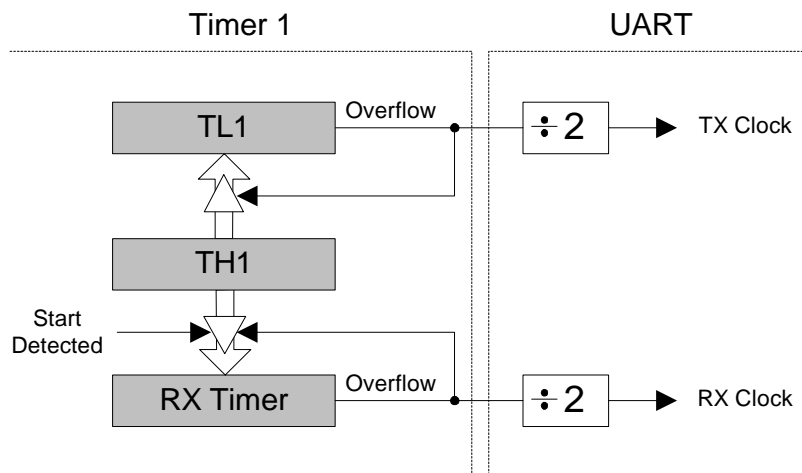 Timer 1
UART
TL1
Overflow
÷ 2
TX Clock
TH1
Start
Detected
RX Timer
Overflow
÷ 2
RX Clock